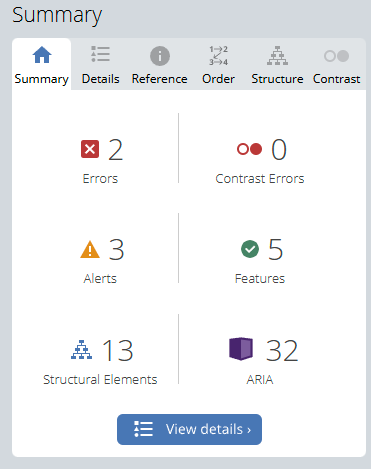 Summary
Summary Details Reference Order Structure Contrast
2 0
Errors Contrast Errors
3 5
Alerts Features
13 32
Structural Elements ARIA
View details ›